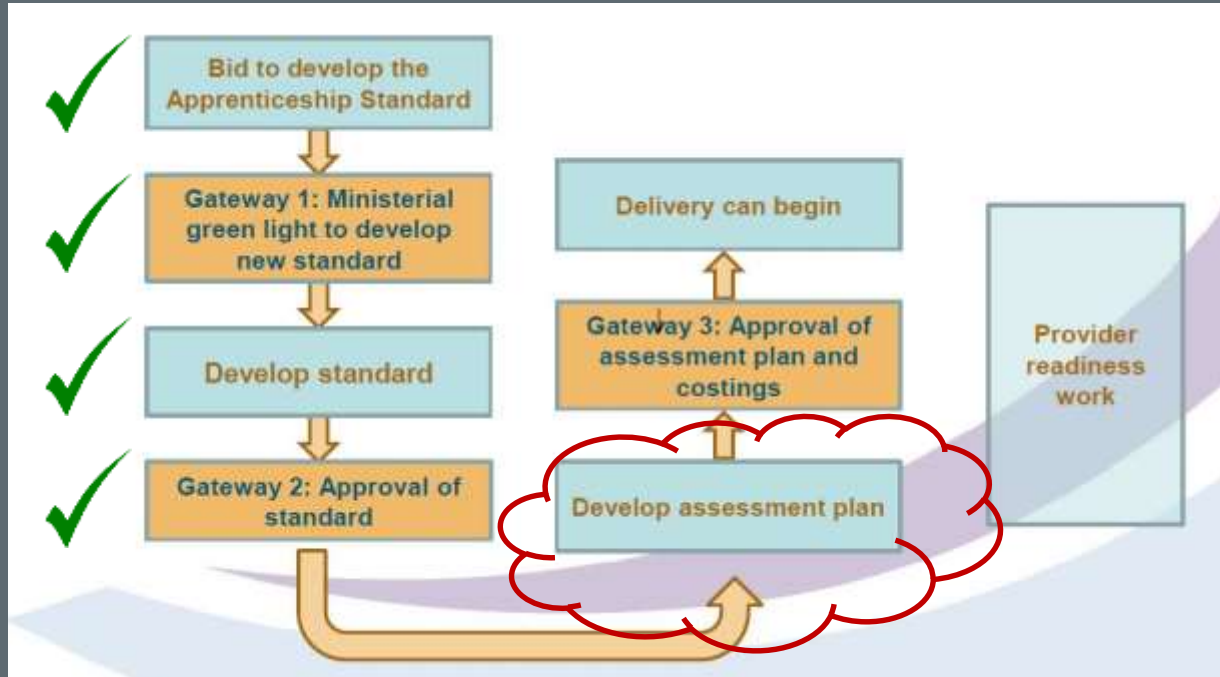 Bid to develop the
Apprenticeship Standard
Gateway 1: Ministerial
green light to develop
new standard
Develop standard
Gateway 2: Approval of
standard
Develop assessment plan
Gateway 3: Approval of
assessment plan and
costings
Delivery can begin
Provider
readiness
work